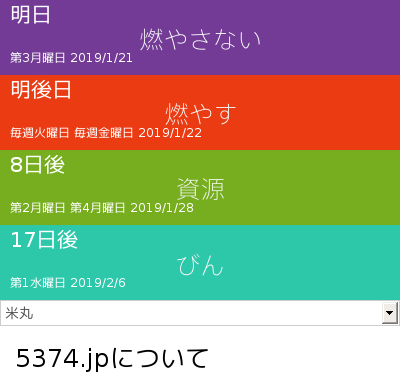 明日
燃やさない
第3月曜日 2019/1/21
明後日
燃やす
毎週火曜日 毎週金曜日 2019/1/22
8日後
資源
第2月曜日 第4月曜日 2019/1/28
17日後
びん
第1水曜日 2019/2/6
米丸
5374.jpについて